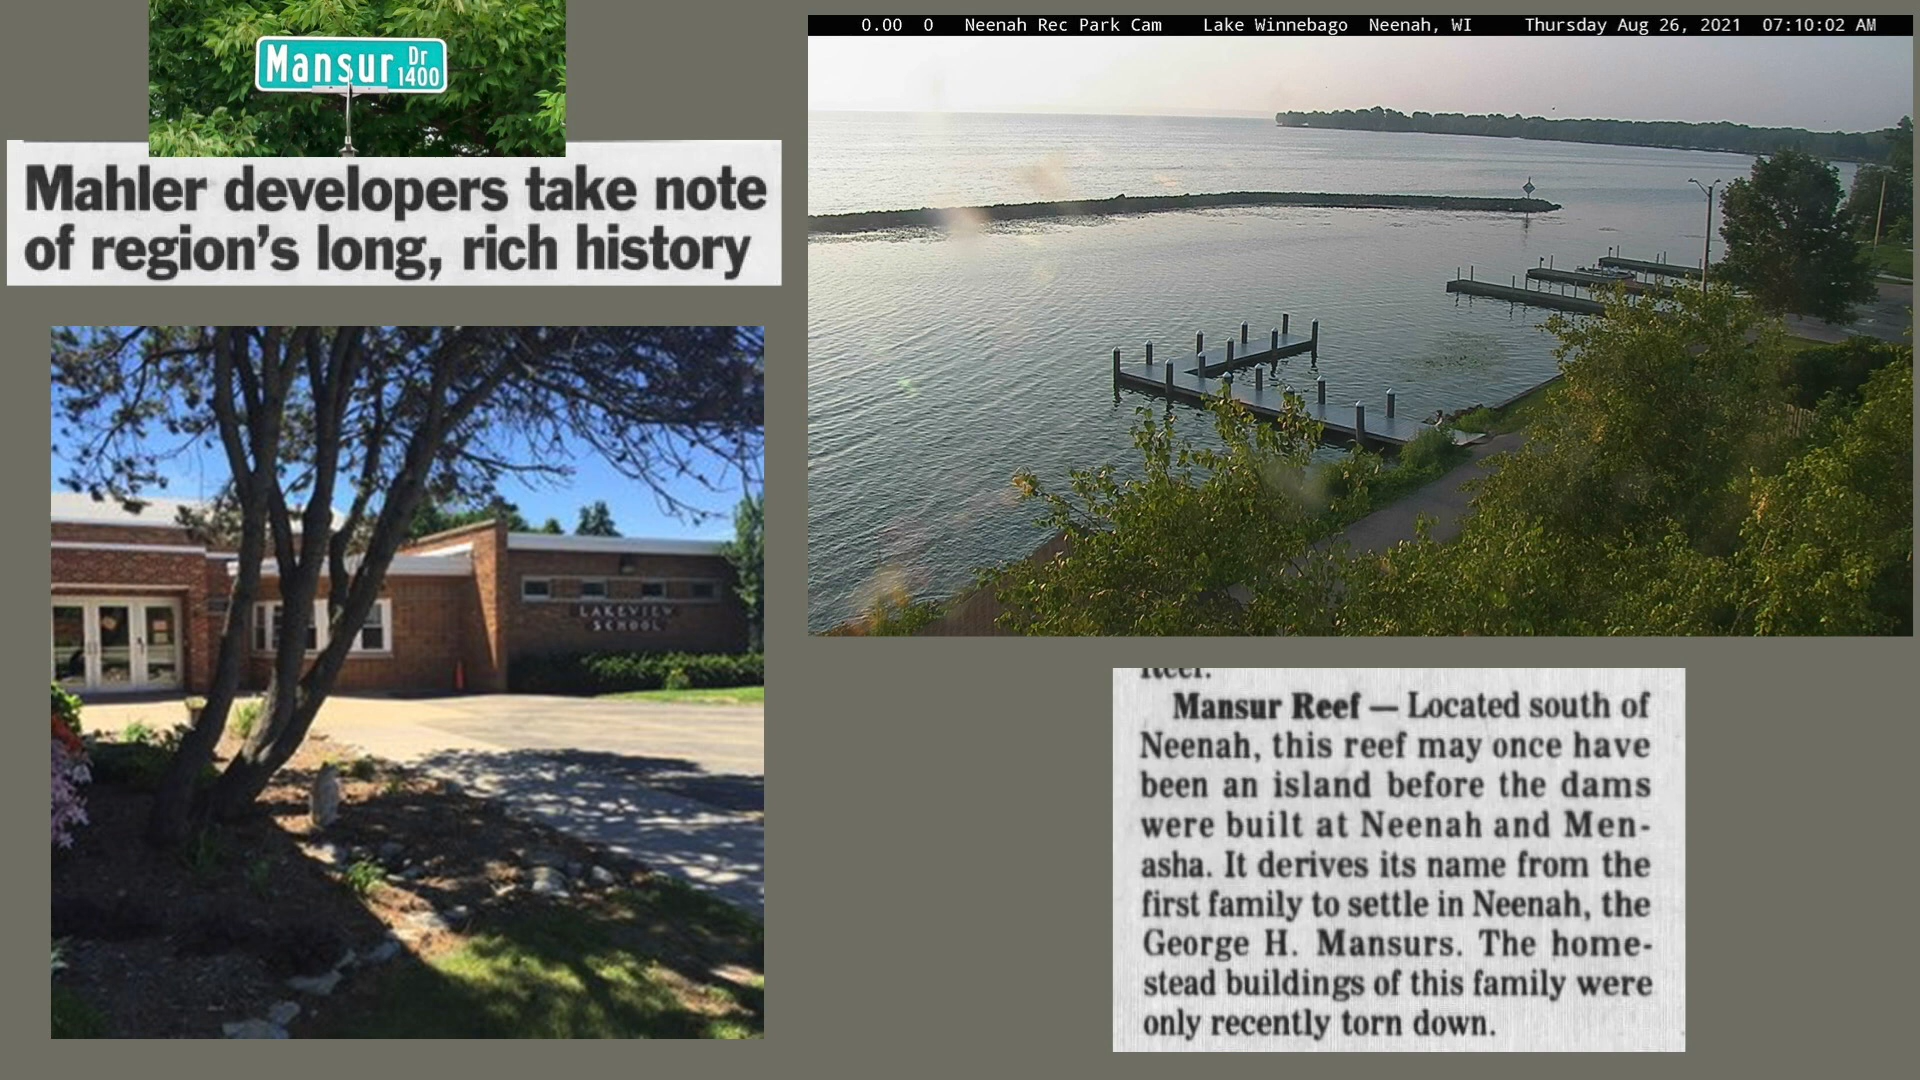 Mansur Dr
1400
Mahler developers take note
of region's long, rich history
LAKEVIEW
SCHOOL
0.00 0 Neenah Rec Park Cam Lake Winnebago Neenah, WI Thursday Aug 26, 2021 07:10:02 AM
Reef.
Mansur Reef — Located south of
Neenah, this reef may once have
been an island before the dams
were built at Neenah and Men-
asha. It derives its name from the
first family to settle in Neenah, the
George H. Mansurs. The home-
stead buildings of this family were
only recently torn down.